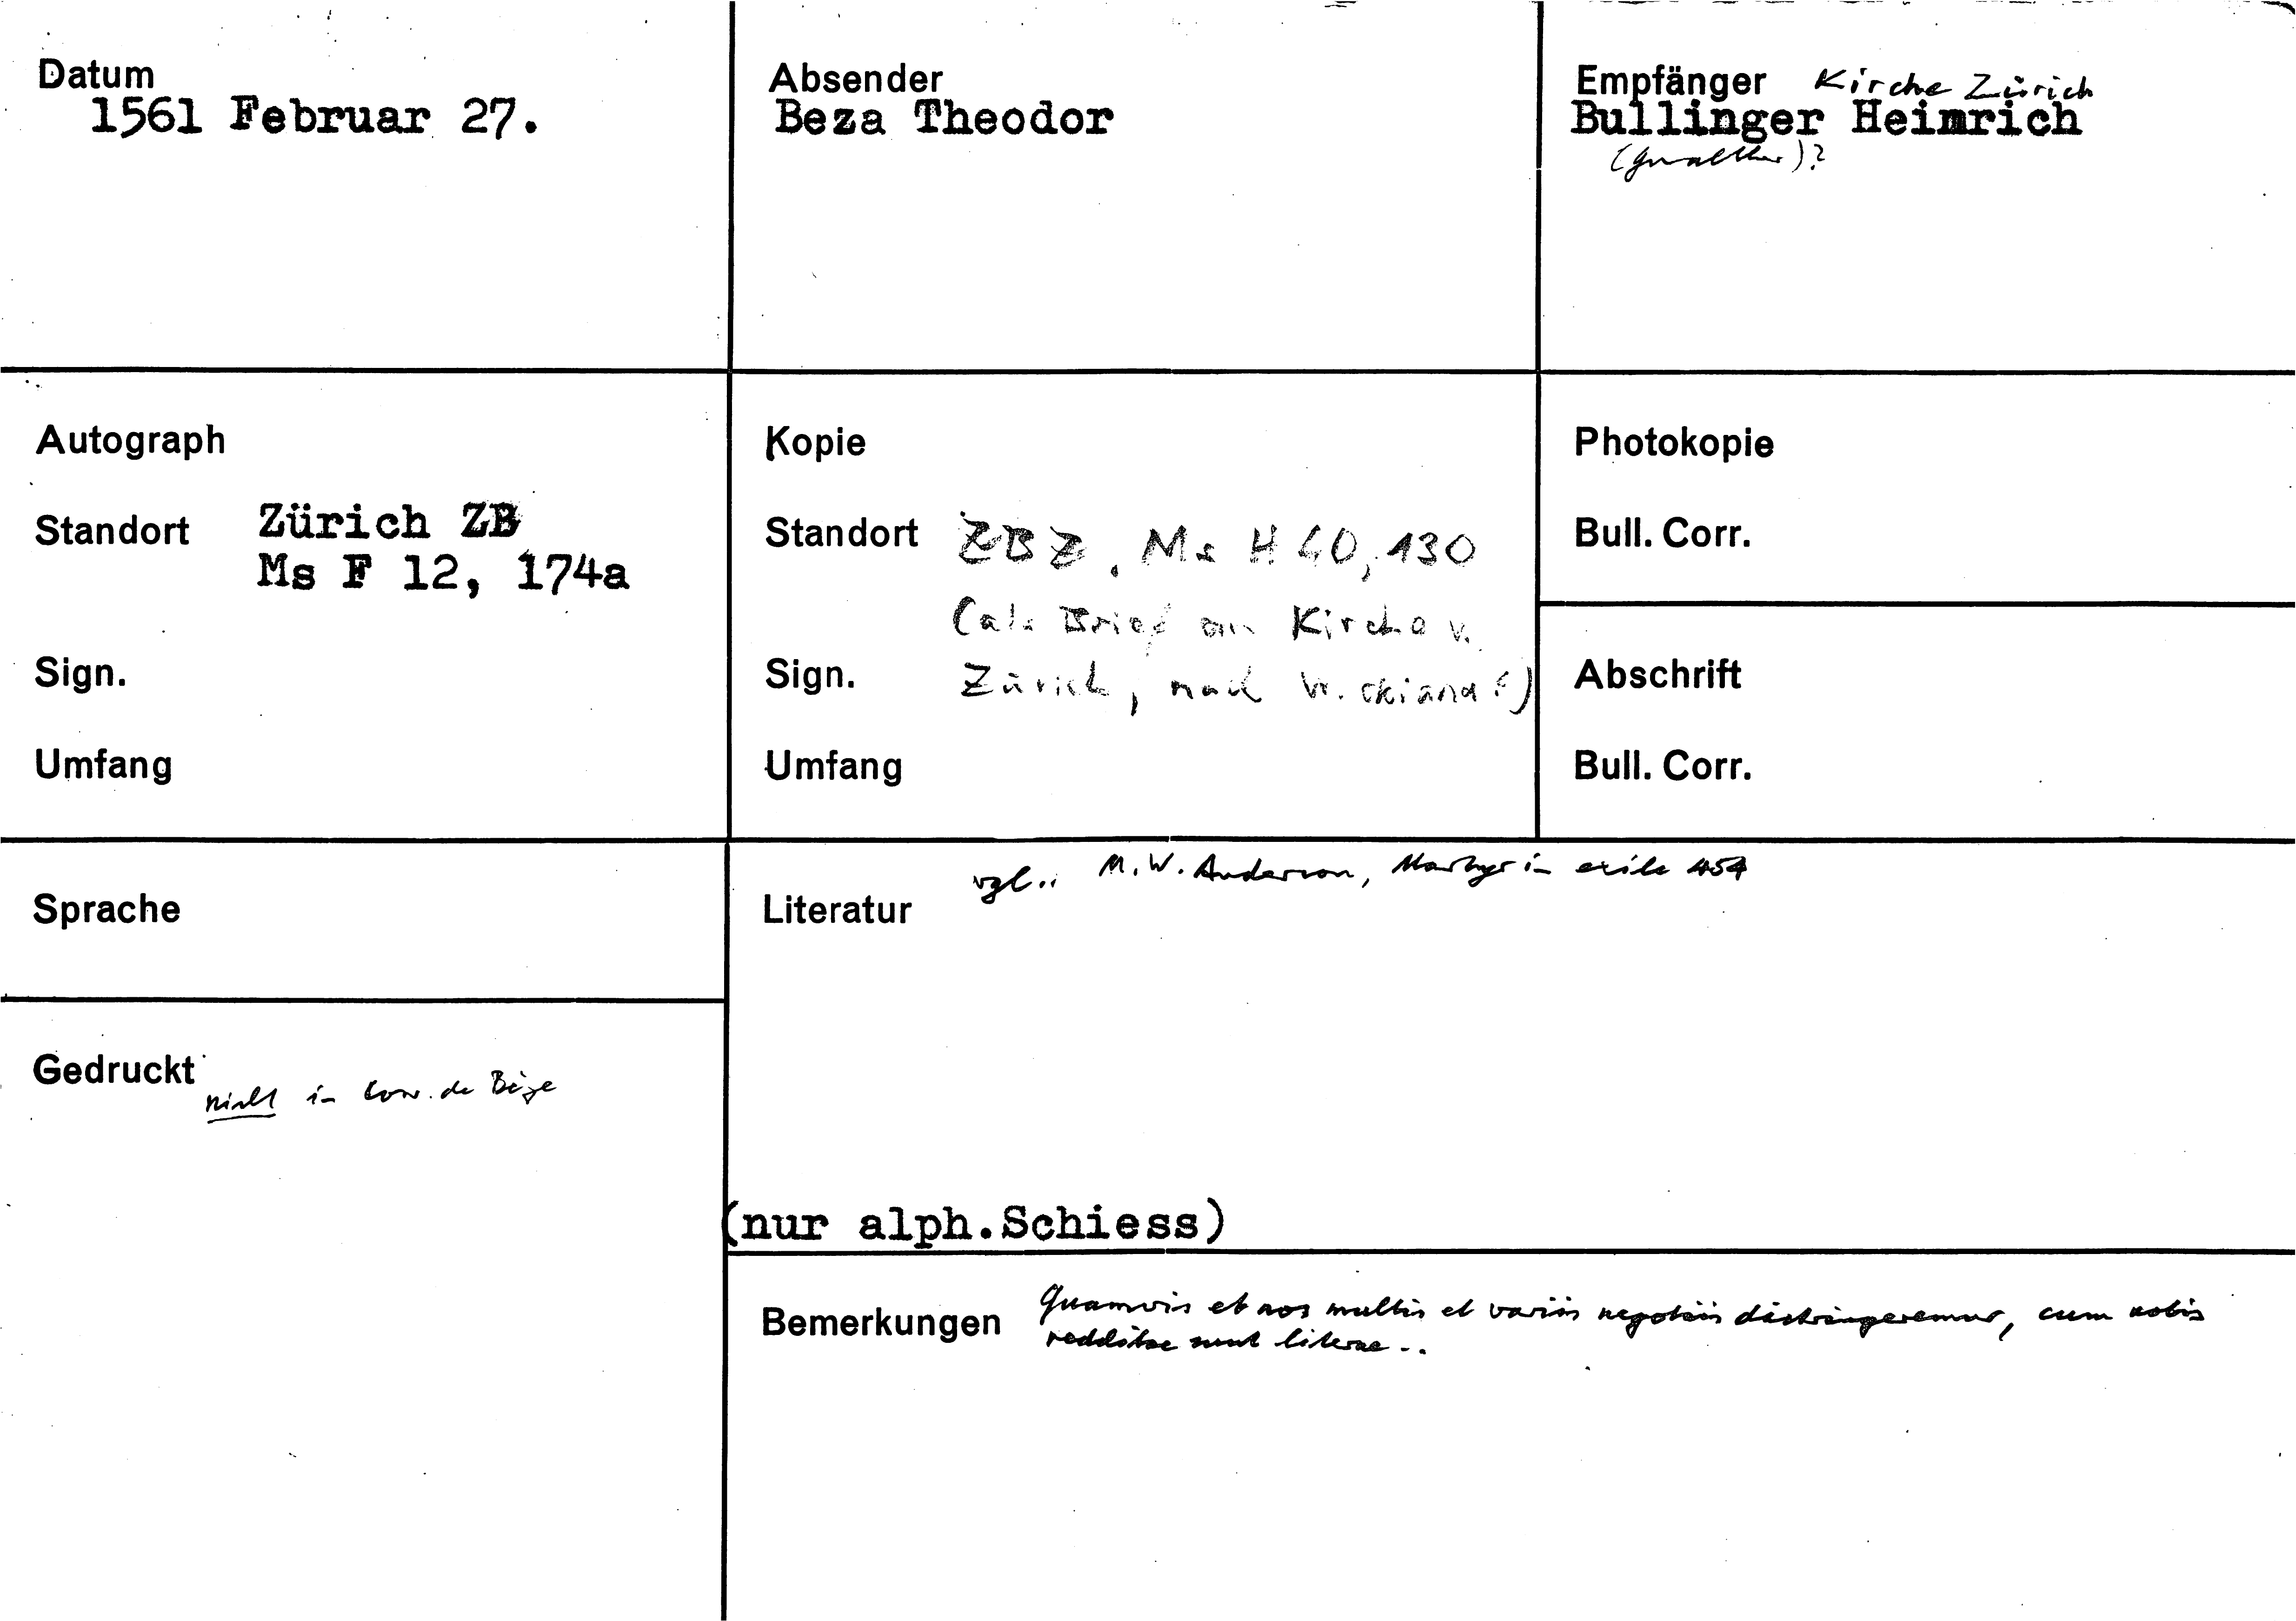 Datum
1561 Februar 27.
Absender
Beza Theodor
Empfänger Kirche Zürich
Bullinger Heinrich
(Gwalther)?
Autograph
Standort Zürich ZB
Ms F 12, 174a
Sign.
Umfang
Kopie
Standort ZBZ, Ms H 40, 130
(als Brief an Kirche v.
Sign. Zürich, nach Wickiana?)
Umfang
Photokopie
Bull. Corr.
Abschrift
Bull. Corr.
Sprache
Gedruckt
nicht in Corr. de Bèze
vgl.: M. W. Anderson, Martyr in exile 454
Literatur
(nur alph.Schiess)
Bemerkungen Quamvis et nos multis et variis negotiis distringeremur, cum nobis
redditae sunt literae ..